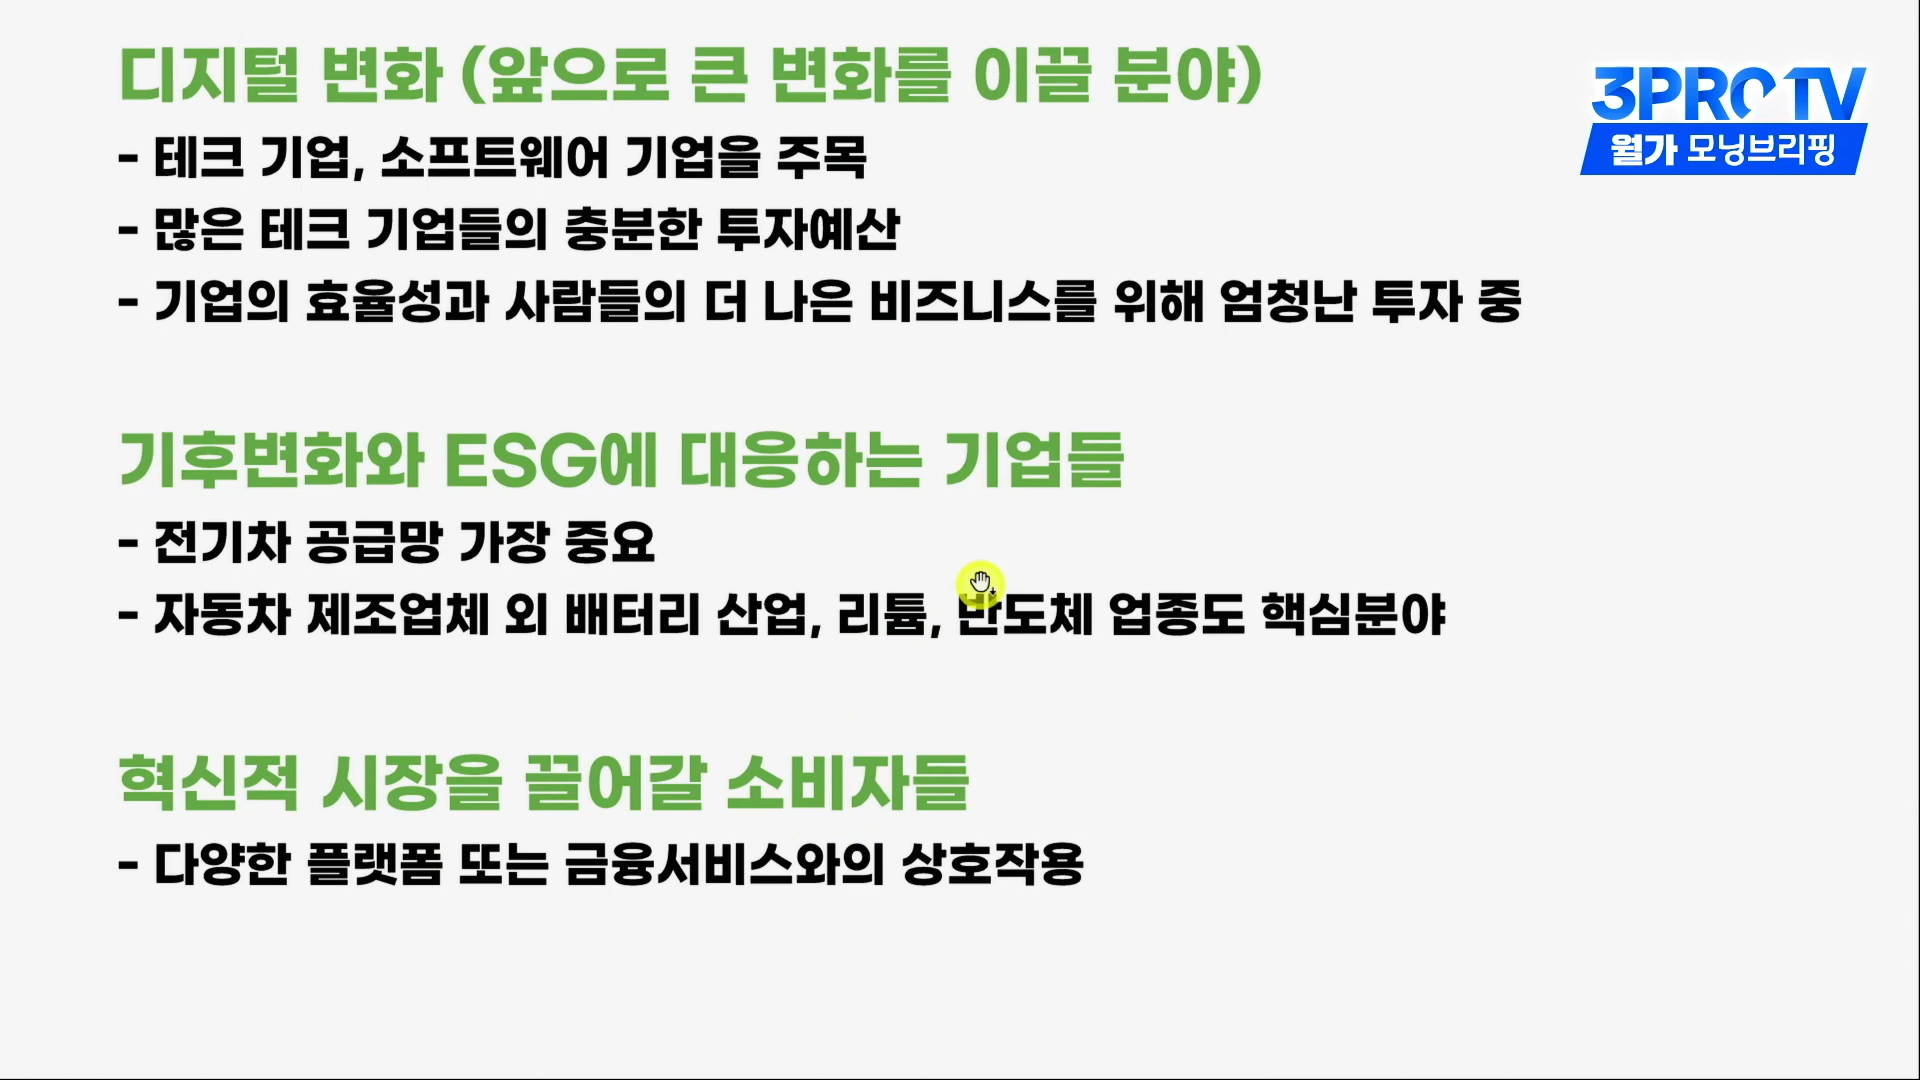 디지털 변화 (앞으로 큰 변화를 이끌 분야)
3PROTV
월가 모닝브리핑
- 테크 기업, 소프트웨어 기업을 주목
- 많은 테크 기업들의 충분한 투자예산
- 기업의 효율성과 사람들의 더 나은 비즈니스를 위해 엄청난 투자 중
기후변화와 ESG에 대응하는 기업들
- 전기차 공급망 가장 중요
- 자동차 제조업체 외 배터리 산업, 리튬, 반도체 업종도 핵심분야
혁신적 시장을 끌어갈 소비자들
- 다양한 플랫폼 또는 금융서비스와의 상호작용